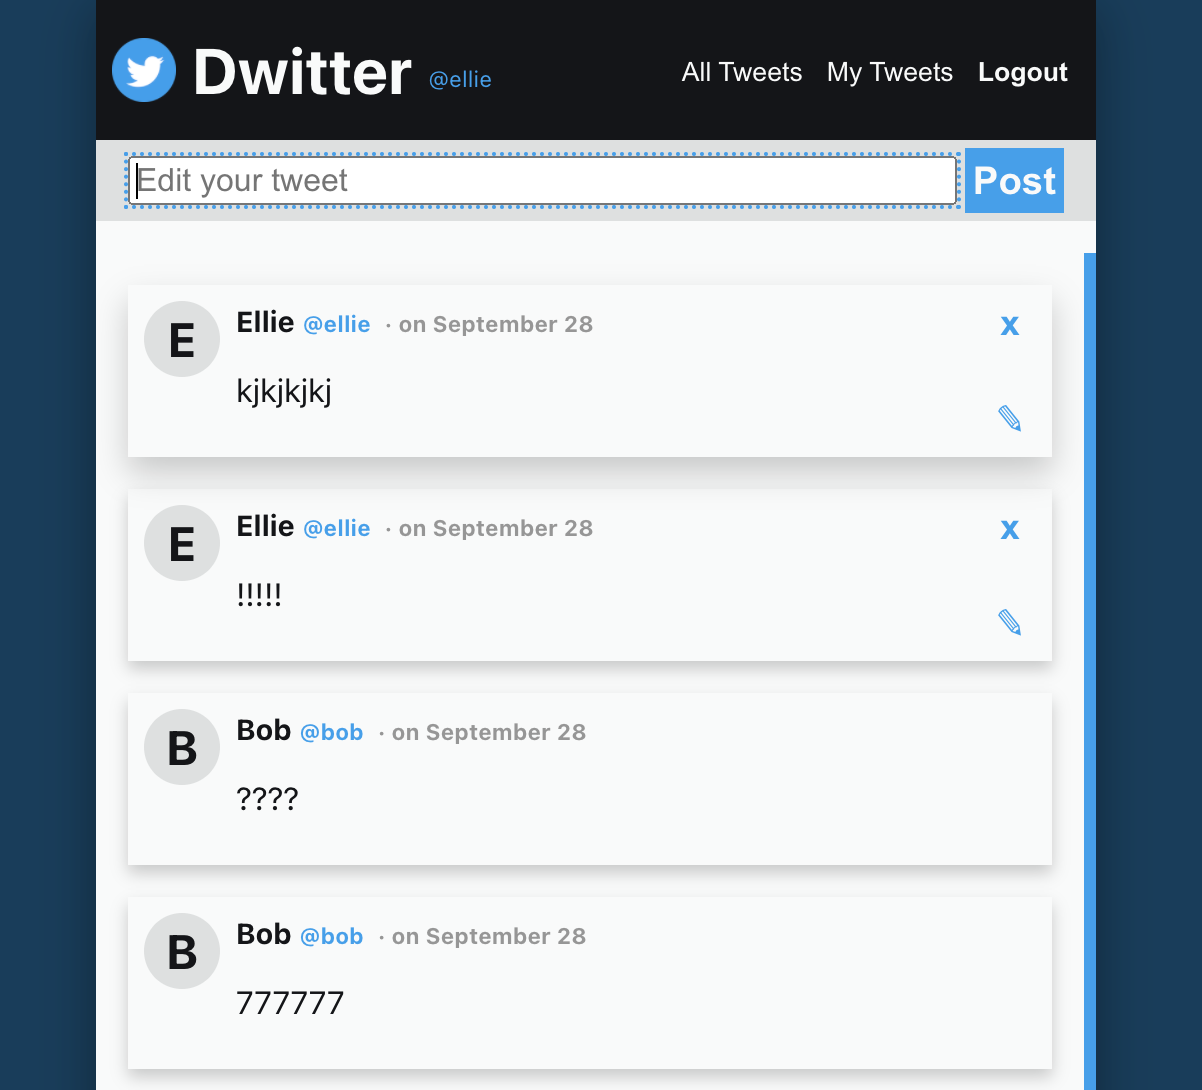 Dwitter @ellie All Tweets My Tweets Logout
Edit your tweet Post
E Ellie @ellie · on September 28 x
kjkjkjkj
E Ellie @ellie · on September 28 x
!!!!!
B Bob @bob · on September 28
????
B Bob @bob · on September 28
777777